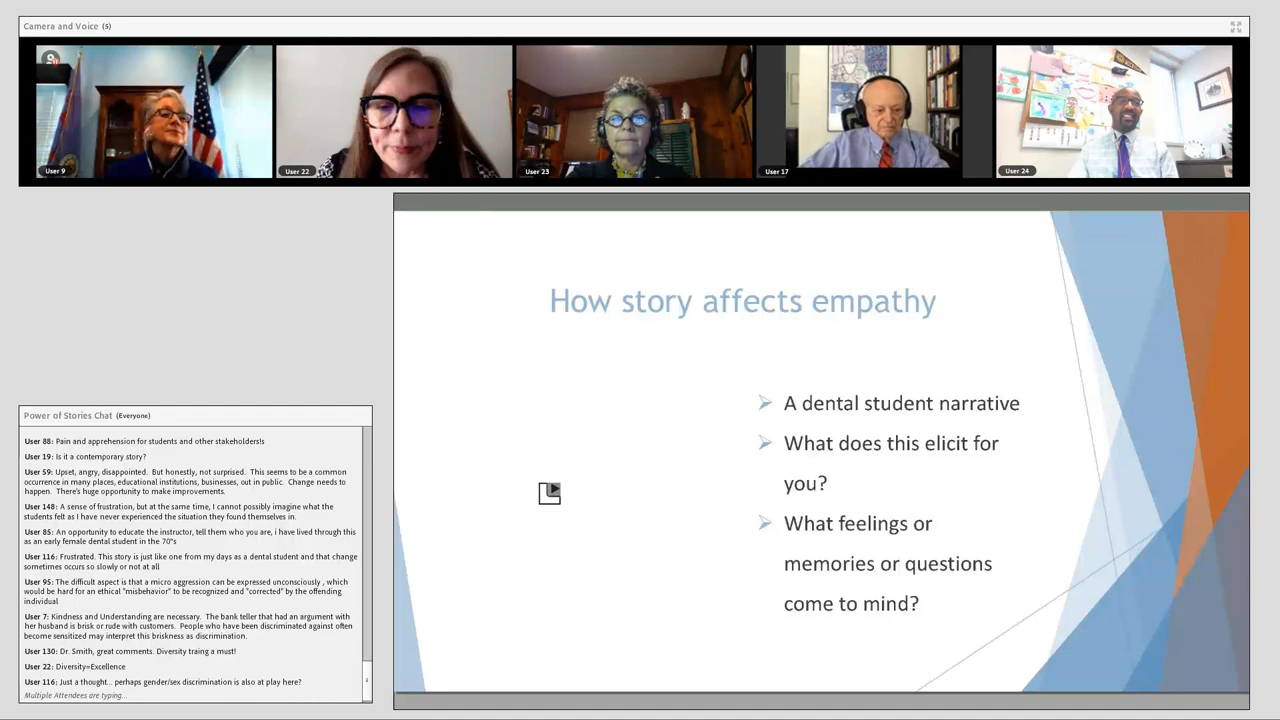 Camera and Voice (5)
User 9
User 22
User 23
User 17
User 24
How story affects empathy
A dental student narrative
What does this elicit for
you?
What feelings or
memories or questions
come to mind?
Power of Stories Chat (Everyone)
User 88: Pain and apprehension for students and other stakeholders!s
User 19: Is it a contemporary story?
User 59: Upset, angry, disappointed.  But honestly, not surprised.  This seems to be a common
occurrence in many places, educational institutions, businesses, out in public.  Change needs to
happen.  There's huge opportunity to make improvements.
User 148: A sense of frustration, but at the same time, I cannot possibly imagine what the
students felt as I have never experienced the situation they found themselves in.
User 85: An opportunity to educate the instructor, tell them who you are, i have lived through this
as an early female dental student in the 70"s
User 116: Frustrated. This story is just like one from my days as a dental student and that change
sometimes occurs so slowly or not at all
User 95: The difficult aspect is that a micro aggression can be expressed unconsciously , which
would be hard for an ethical "misbehavior" to be recognized and "corrected" by the offending
individual
User 7: Kindness and Understanding are necessary.  The bank teller that had an argument with
her husband is brisk or rude with customers.  People who have been discriminated against often
become sensitized may interpret this briskness as discrimination.
User 130: Dr. Smith, great comments. Diversity traing a must!
User 22: Diversity=Excellence
User 116: Just a thought... perhaps gender/sex discrimination is also at play here?
Multiple Attendees are typing...